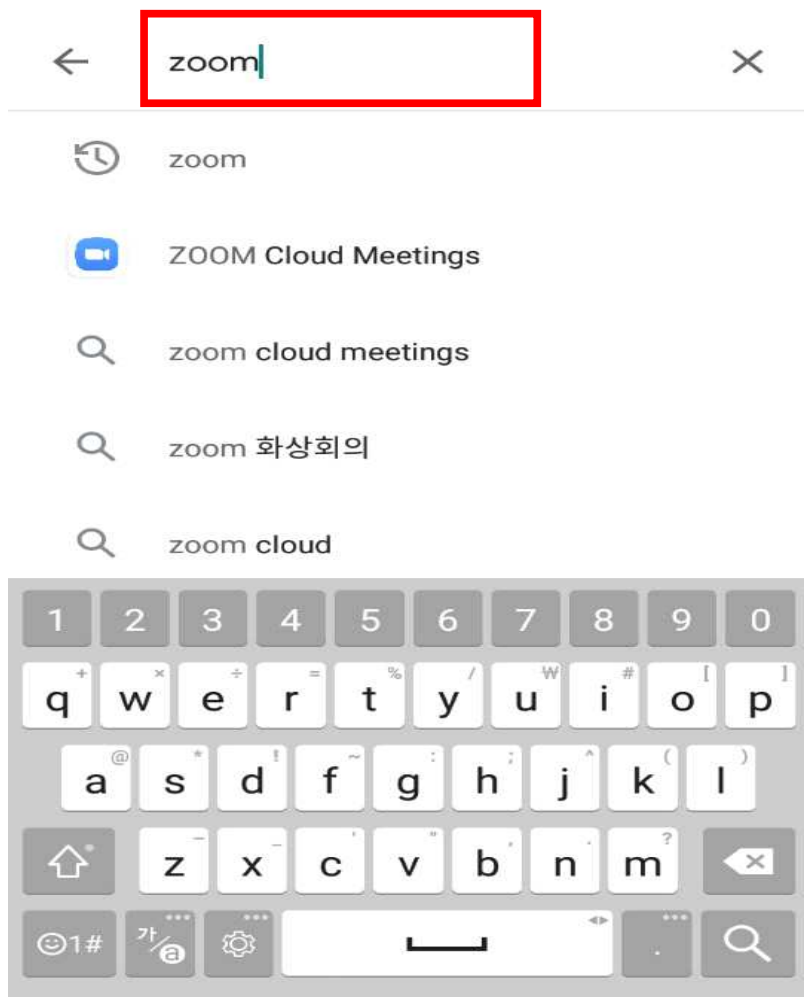 zoom
zoom
ZOOM Cloud Meetings
zoom cloud meetings
zoom 화상회의
zoom cloud
1 2 3 4 5 6 7 8 9 0
+ × ÷ = % / ₩ # [ ]
q w e r t y u i o p
@ * ! ~ : ; ^ ( )
a s d f g h j k l
- _ ' " , . ?
z x c v b n m
1# 가/a .